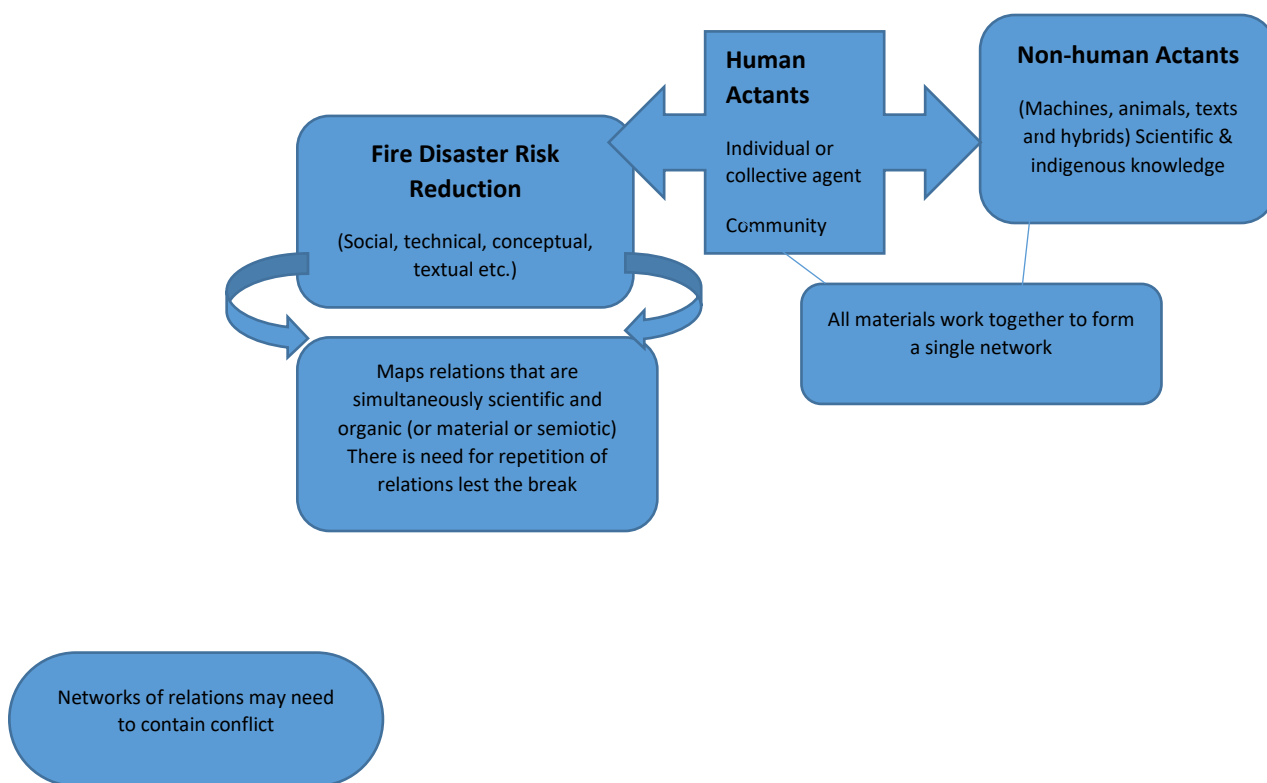 Fire Disaster Risk
Reduction
(Social, technical, conceptual,
textual etc.)
Human
Actants
Individual or
collective agent
Community
Non-human Actants
(Machines, animals, texts
and hybrids) Scientific &
indigenous knowledge
All materials work together to form
a single network
Maps relations that are
simultaneously scientific and
organic (or material or semiotic)
There is need for repetition of
relations lest the break
Networks of relations may need
to contain conflict